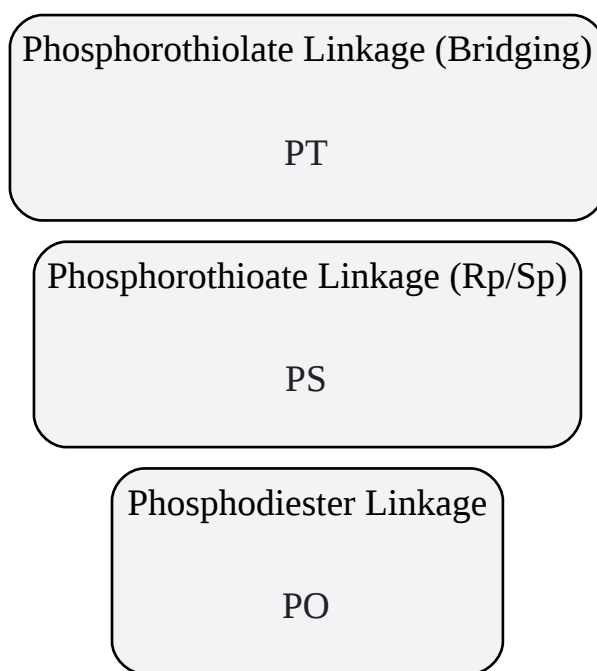 Phosphorothiolate Linkage (Bridging)
PT
Phosphorothioate Linkage (Rp/Sp)
PS
Phosphodiester Linkage
PO